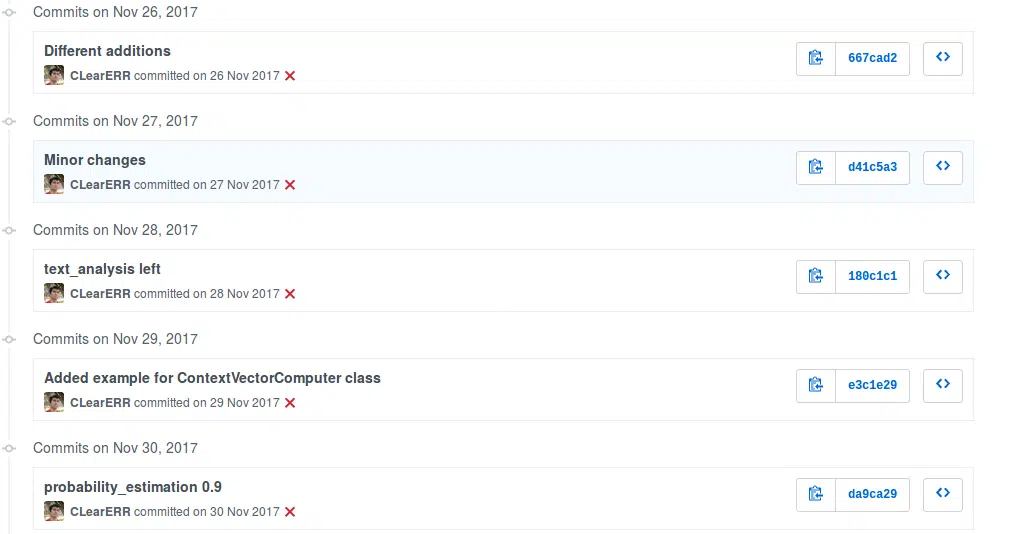 Commits on Nov 26, 2017
Different additions
667cad2
CLearERR committed on 26 Nov 2017
Commits on Nov 27, 2017
Minor changes
d41c5a3
CLearERR committed on 27 Nov 2017
Commits on Nov 28, 2017
text_analysis left
180c1c1
CLearERR committed on 28 Nov 2017
Commits on Nov 29, 2017
Added example for ContextVectorComputer class
e3c1e29
CLearERR committed on 29 Nov 2017
Commits on Nov 30, 2017
probability_estimation 0.9
da9ca29
CLearERR committed on 30 Nov 2017